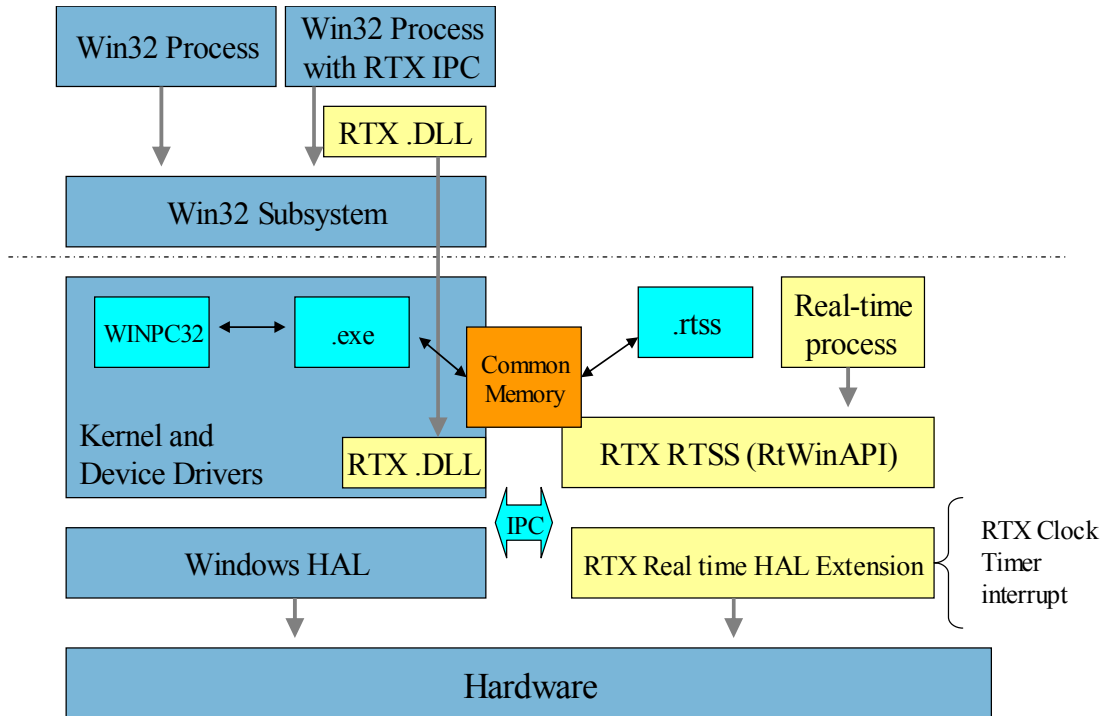 Win32 Process
Win32 Process
with RTX IPC
RTX .DLL
Win32 Subsystem
WINPC32
.exe
Common
Memory
.rtss
Real-time
process
Kernel and
Device Drivers
RTX .DLL
RTX RTSS (RtWinAPI)
IPC
Windows HAL
RTX Real time HAL Extension
RTX Clock
Timer
interrupt
Hardware